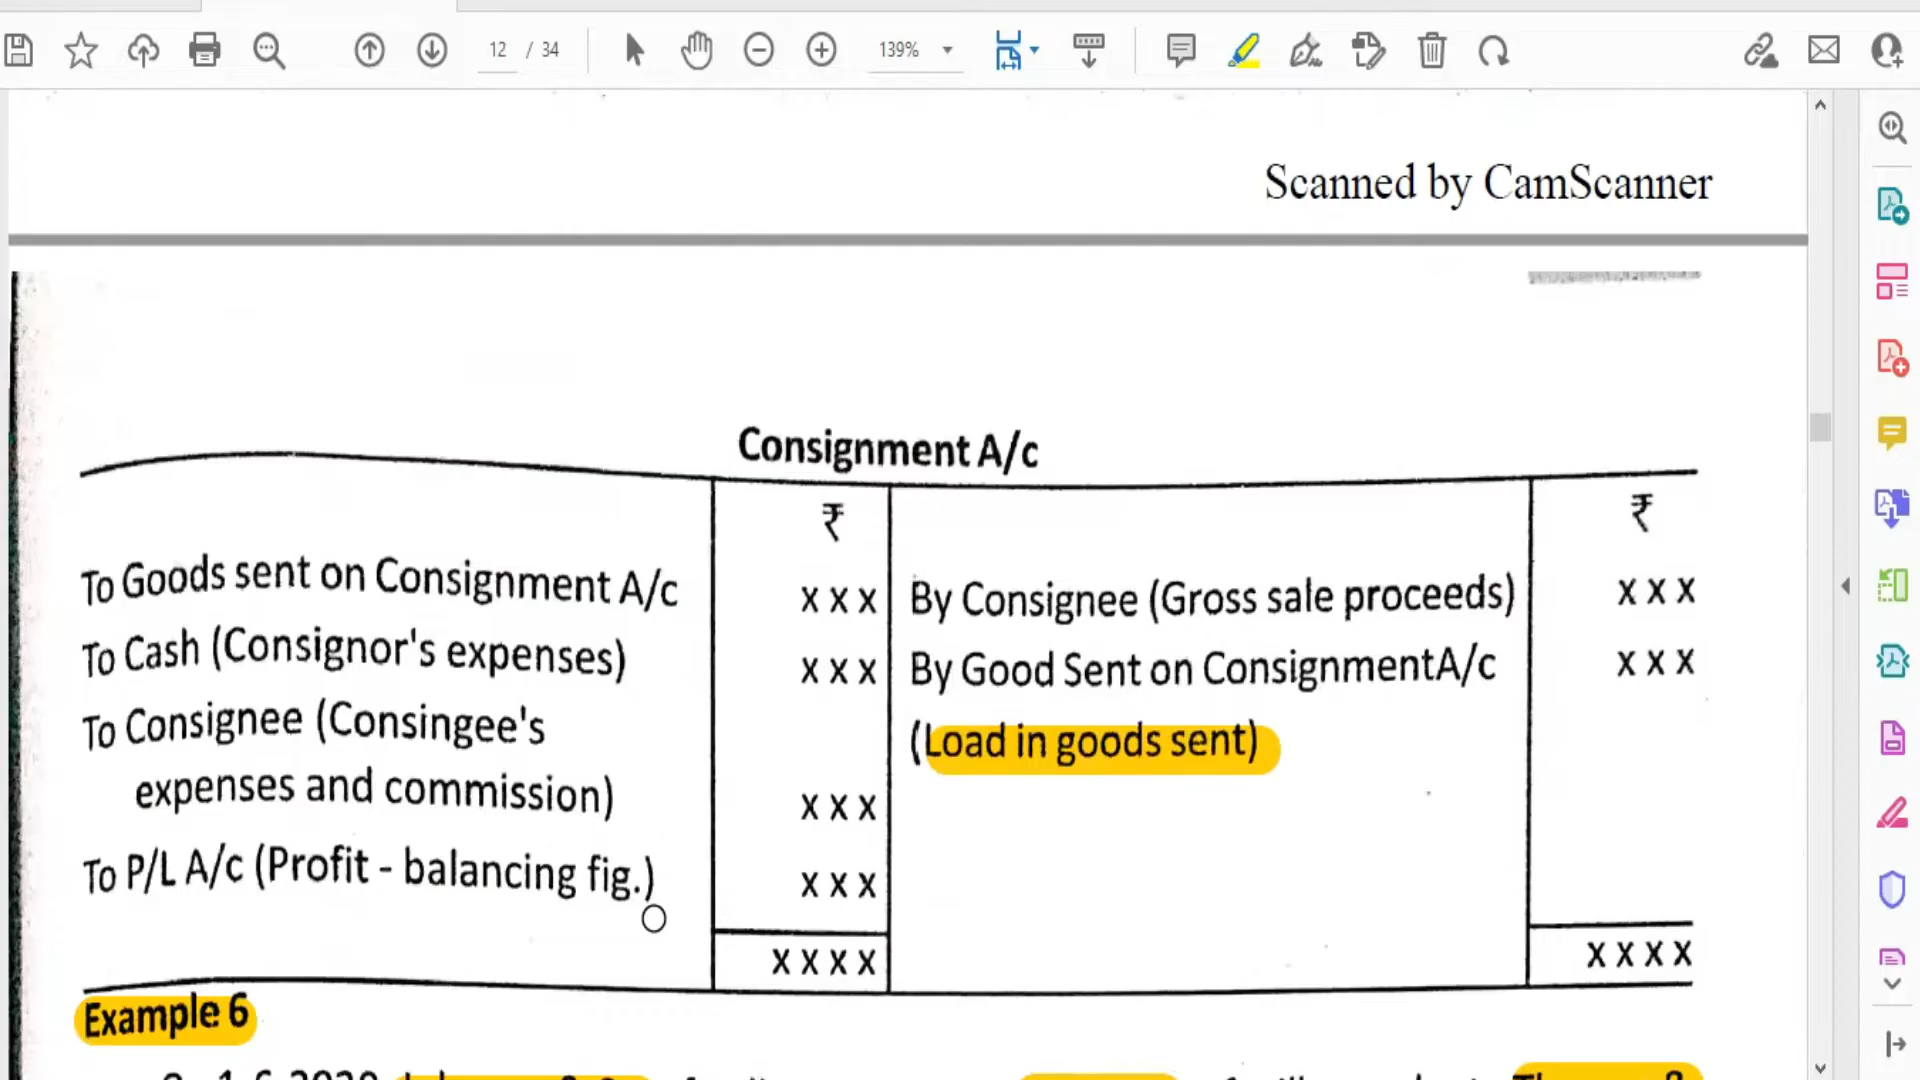 12 / 34
139%
Scanned by CamScanner
Consignment A/c
₹ ₹
To Goods sent on Consignment A/c x x x By Consignee (Gross sale proceeds) x x x
To Cash (Consignor's expenses) x x x By Good Sent on ConsignmentA/c x x x
To Consignee (Consingee's (Load in goods sent)
expenses and commission) x x x
To P/L A/c (Profit - balancing fig.) x x x
x x x x x x x x
Example 6